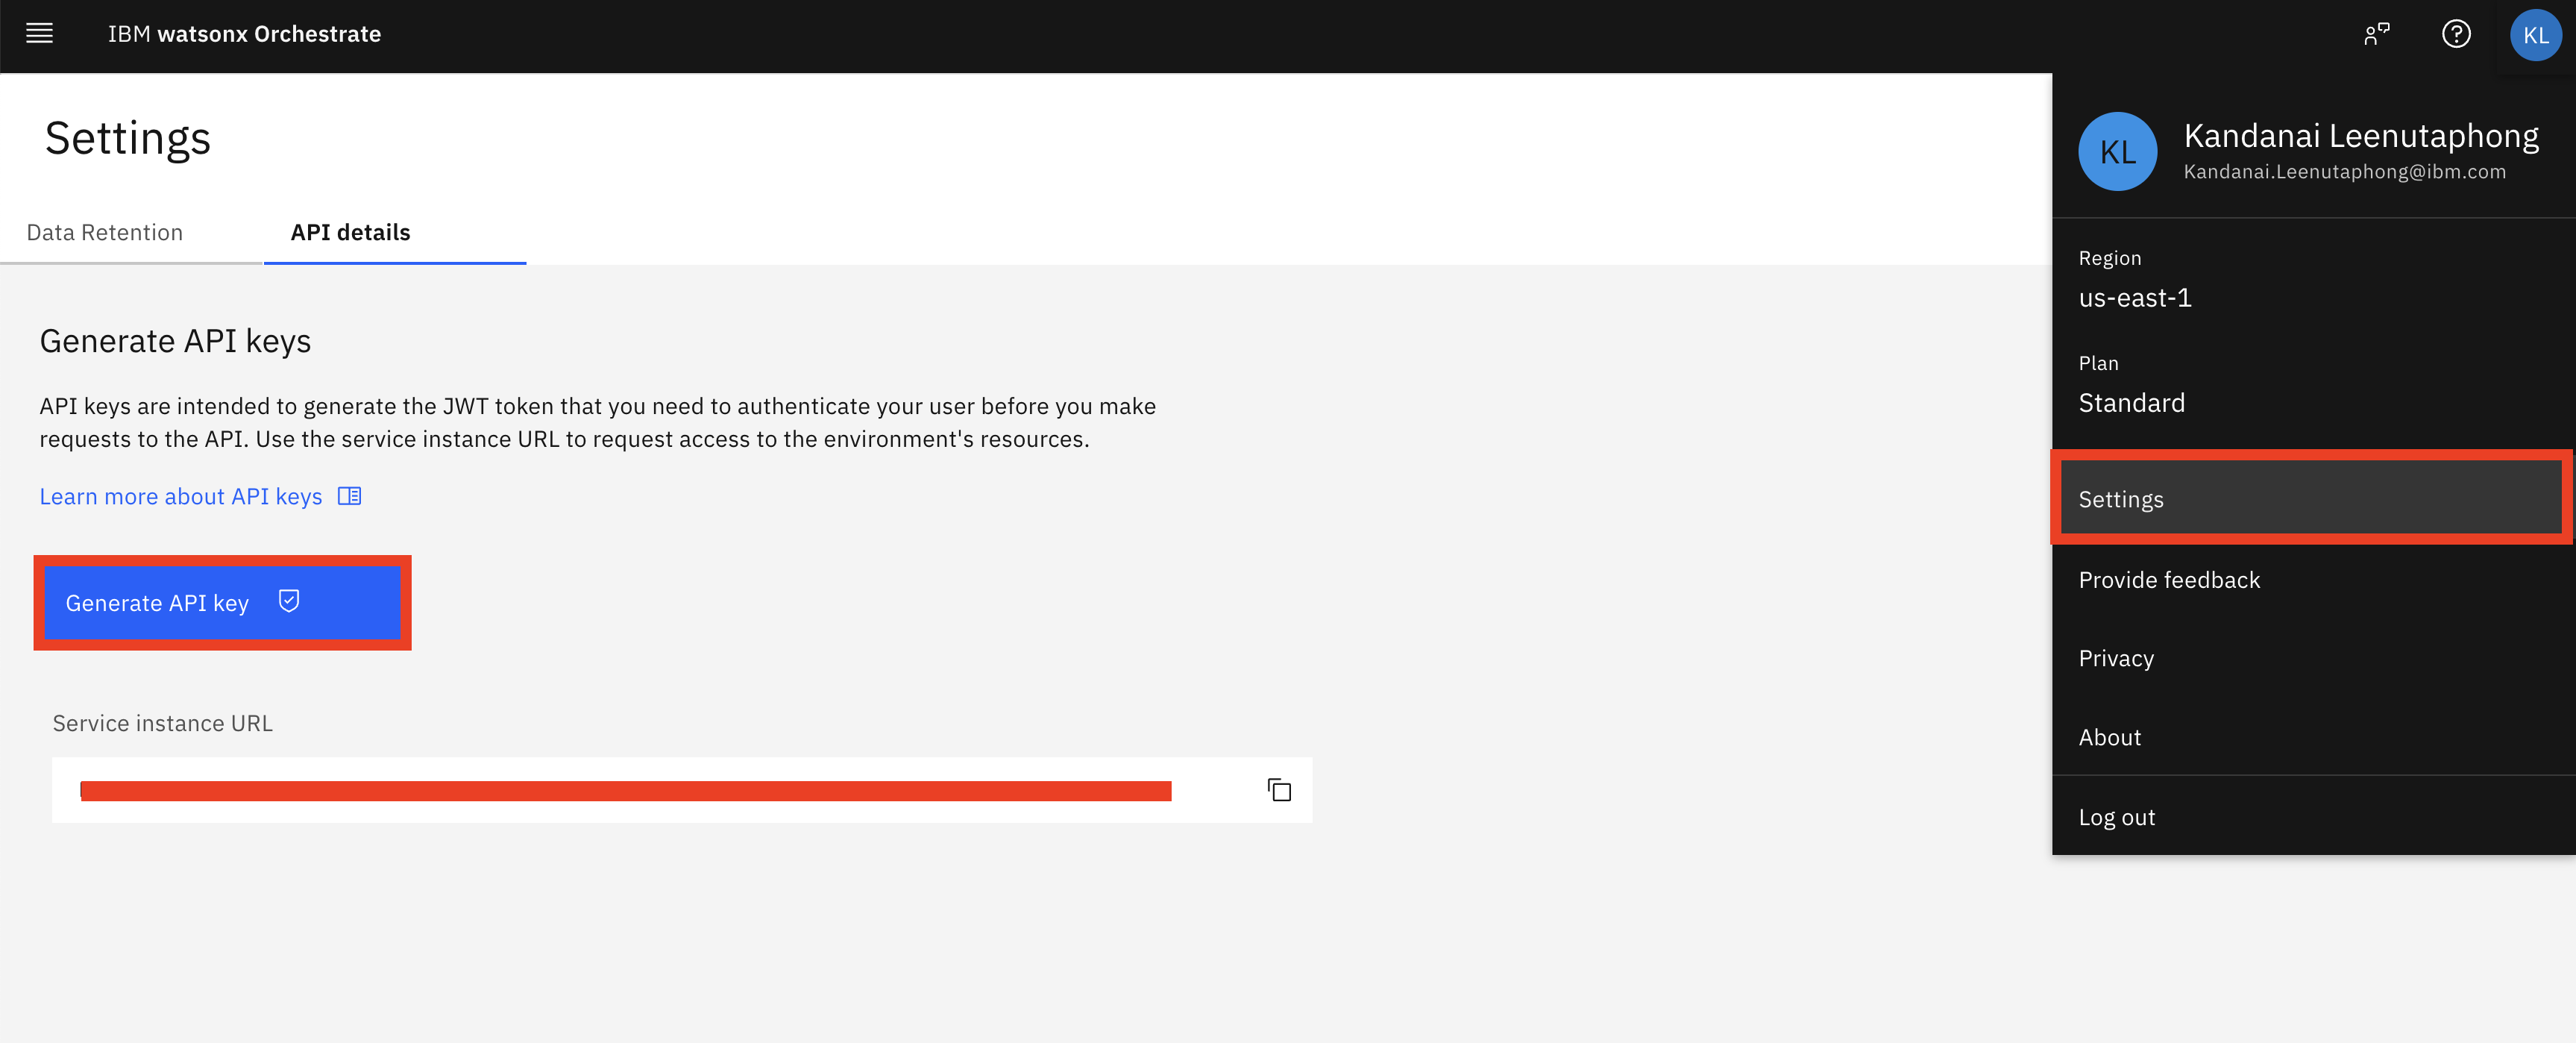 IBM watsonx Orchestrate
KL
Settings
Data Retention
API details
Generate API keys
API keys are intended to generate the JWT token that you need to authenticate your user before you make
requests to the API. Use the service instance URL to request access to the environment's resources.
Learn more about API keys
Generate API key
Service instance URL
KL
Kandanai Leenutaphong
Kandanai.Leenutaphong@ibm.com
Region
us-east-1
Plan
Standard
Settings
Provide feedback
Privacy
About
Log out